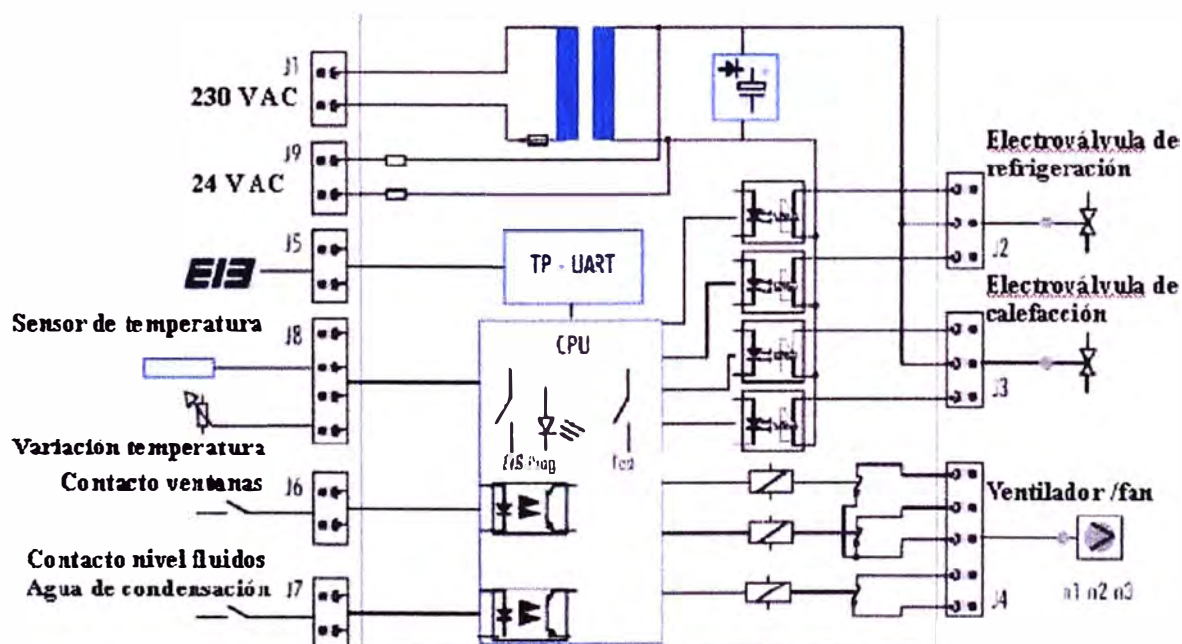 J1
230 VAC
J9
24 VAC
J5
EIB
TP - UART
Sensor de temperatura
J8
CPU
Variación temperatura
Contacto ventanas
J6
Contacto nivel fluidos
Agua de condensación
J7
Electroválvula de
refrigeración
J2
Electroválvula de
calefacción
J3
Ventilador /fan
J4
n1 n2 n3